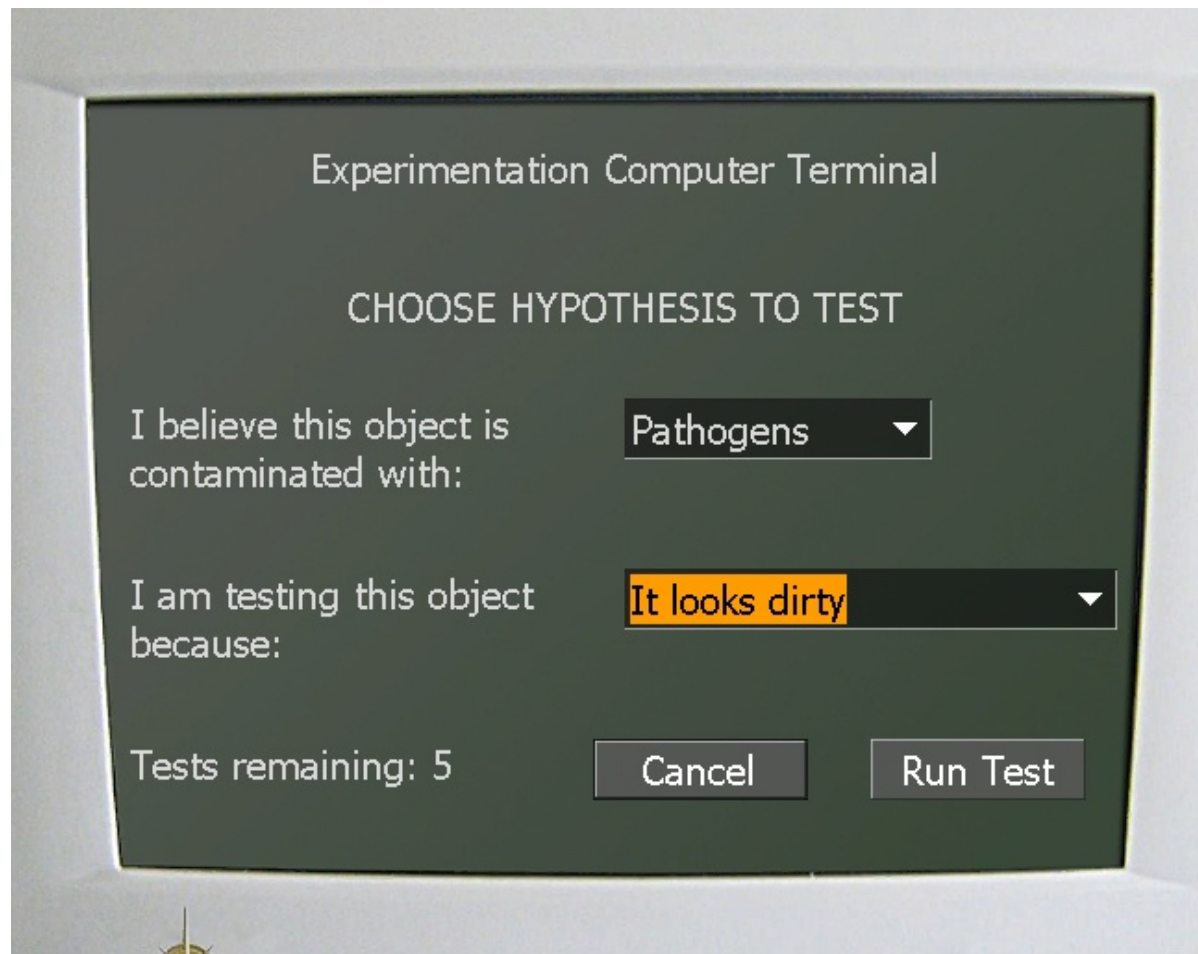 Experimentation Computer Terminal
CHOOSE HYPOTHESIS TO TEST
I believe this object is
contaminated with:
Pathogens
I am testing this object
because:
It looks dirty
Tests remaining: 5
Cancel
Run Test